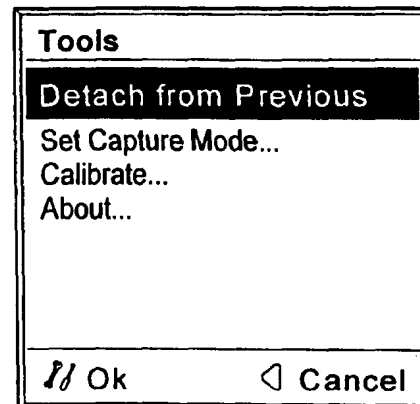 Tools
Detach from Previous
Set Capture Mode...
Calibrate...
About...
Ok Cancel